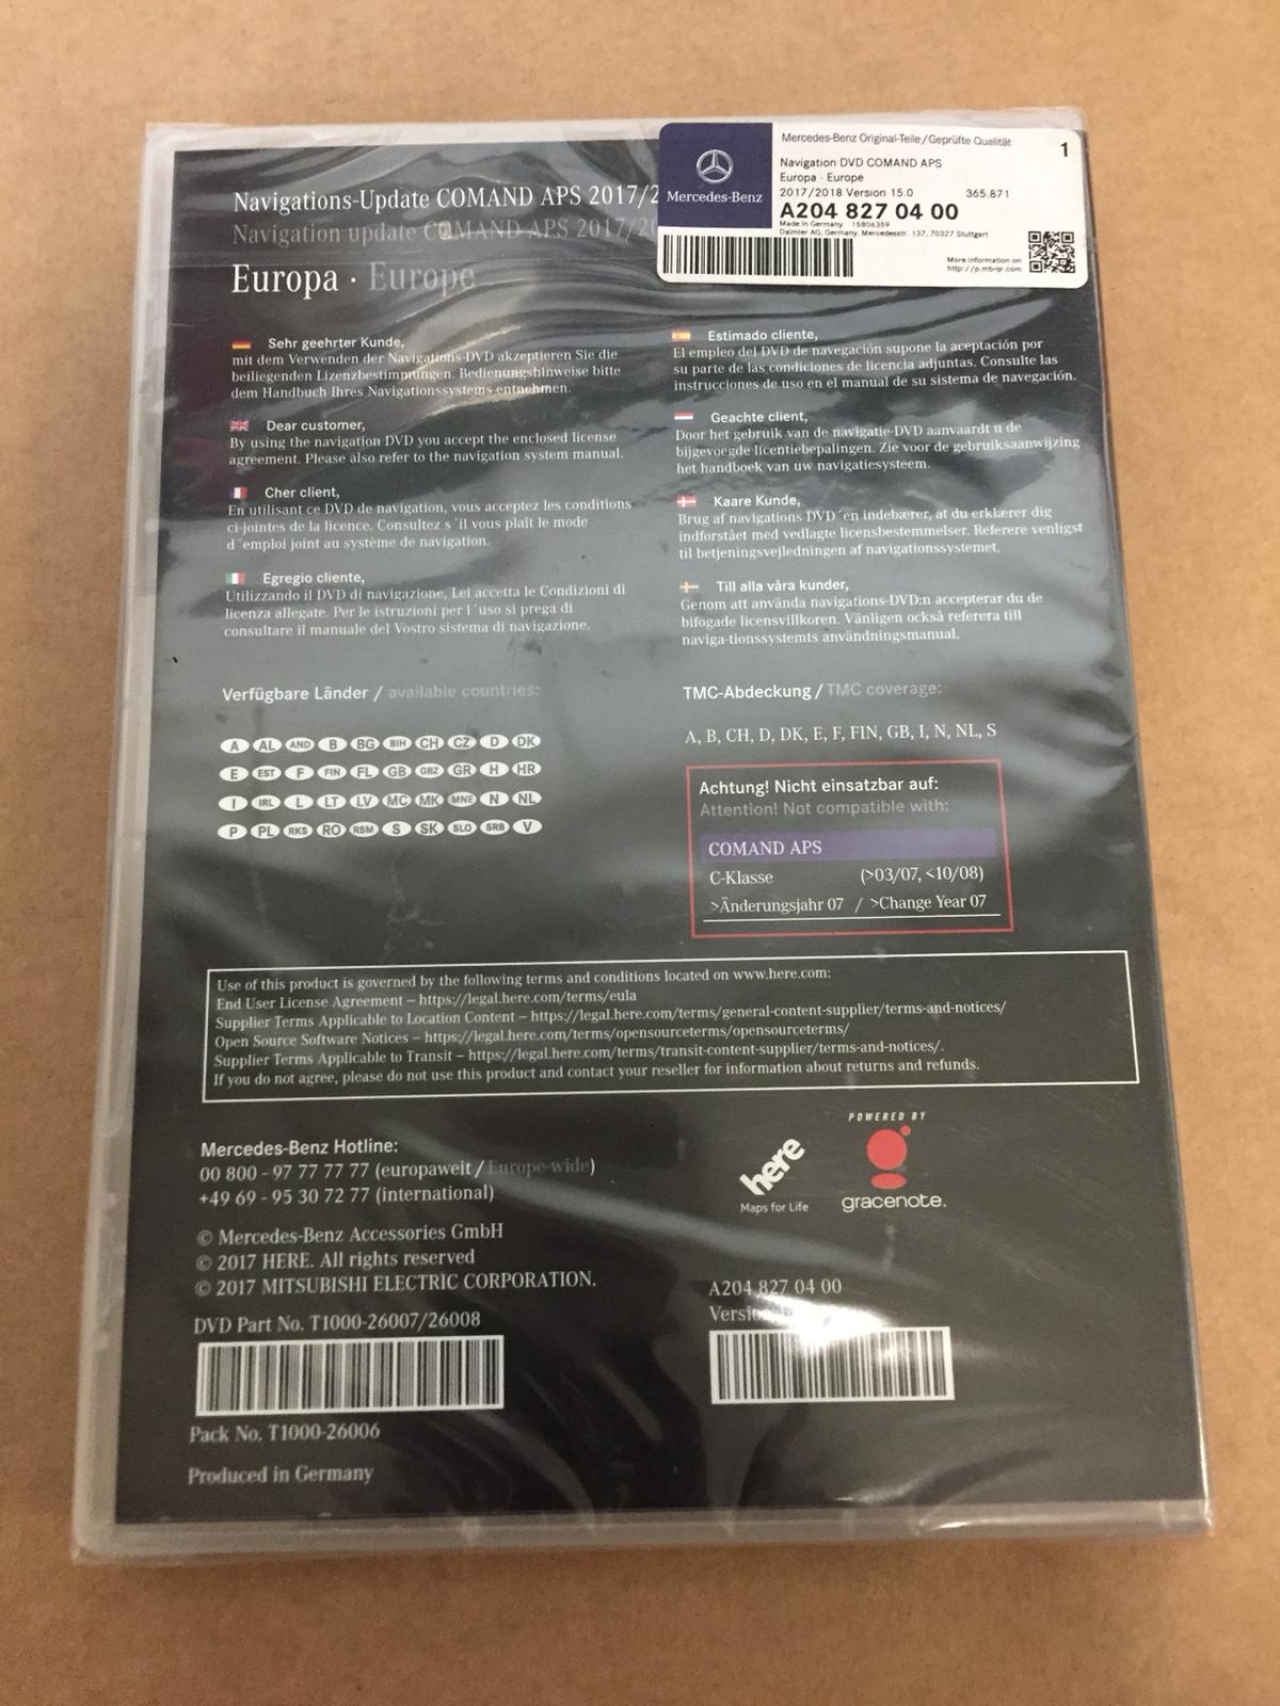 Mercedes-Benz
Mercedes-Benz Original-Teile/Geprüfte Qualität
1
Navigation DVD COMAND APS
Europa · Europe
2017/2018 Version 15.0 365.871
A204 827 04 00
Made in Germany 15806359
Daimler AG, Germany, Mercedesstr. 137, 70327 Stuttgart
More information on
http://p.mb-qr.com
Navigations-Update COMAND APS 2017/2
Navigation update COMAND APS 2017/20
Europa · Europe
Sehr geehrter Kunde,
mit dem Verwenden der Navigations-DVD akzeptieren Sie die
beiliegenden Lizenzbestimmungen. Bedienungshinweise bitte
dem Handbuch Ihres Navigationssystems entnehmen.
Dear customer,
By using the navigation DVD you accept the enclosed license
agreement. Please also refer to the navigation system manual.
Cher client,
En utilisant ce DVD de navigation, vous acceptez les conditions
ci-jointes de la licence. Consultez s´il vous plaît le mode
d´emploi joint au système de navigation.
Egregio cliente,
Utilizzando il DVD di navigazione, Lei accetta le Condizioni di
licenza allegate. Per le istruzioni per l´uso si prega di
consultare il manuale del Vostro sistema di navigazione.
Estimado cliente,
El empleo del DVD de navegación supone la aceptación por
su parte de las condiciones de licencia adjuntas. Consulte las
instrucciones de uso en el manual de su sistema de navegación.
Geachte client,
Door het gebruik van de navigatie-DVD aanvaardt u de
bijgevoegde licentiebepalingen. Zie voor de gebruiksaanwijzing
het handboek van uw navigatiesysteem.
Kaare Kunde,
Brug af navigations DVD´en indebærer, at du erklærer dig
indforstået med vedlagte licensbestemmelser. Referere venligst
til betjeningsvejledningen af navigationssystemet.
Till alla våra kunder,
Genom att använda navigations-DVD:n accepterar du de
bifogade licensvillkoren. Vänligen också referera till
naviga-tionssystemts användningsmanual.
Verfügbare Länder / available countries:
A AL AND B BG BIH CH CZ D DK
E EST F FIN FL GB GBZ GR H HR
I IRL L LT LV MC MK MNE N NL
P PL RKS RO RSM S SK SLO SRB V
TMC-Abdeckung / TMC coverage:
A, B, CH, D, DK, E, F, FIN, GB, I, N, NL, S
Achtung! Nicht einsatzbar auf:
Attention! Not compatible with:
COMAND APS
C-Klasse (>03/07, <10/08)
>Änderungsjahr 07 / >Change Year 07
Use of this product is governed by the following terms and conditions located on www.here.com:
End User License Agreement – https://legal.here.com/terms/eula
Supplier Terms Applicable to Location Content – https://legal.here.com/terms/general-content-supplier/terms-and-notices/
Open Source Software Notices – https://legal.here.com/terms/opensourceterms/opensourceterms/
Supplier Terms Applicable to Transit – https://legal.here.com/terms/transit-content-supplier/terms-and-notices/.
If you do not agree, please do not use this product and contact your reseller for information about returns and refunds.
Mercedes-Benz Hotline:
00 800 - 97 77 77 77 (europaweit / Europe-wide)
+49 69 - 95 30 72 77 (international)
© Mercedes-Benz Accessories GmbH
© 2017 HERE. All rights reserved
© 2017 MITSUBISHI ELECTRIC CORPORATION.
here
Maps for Life
POWERED BY
gracenote.
DVD Part No. T1000-26007/26008
Pack No. T1000-26006
Produced in Germany
A204 827 04 00